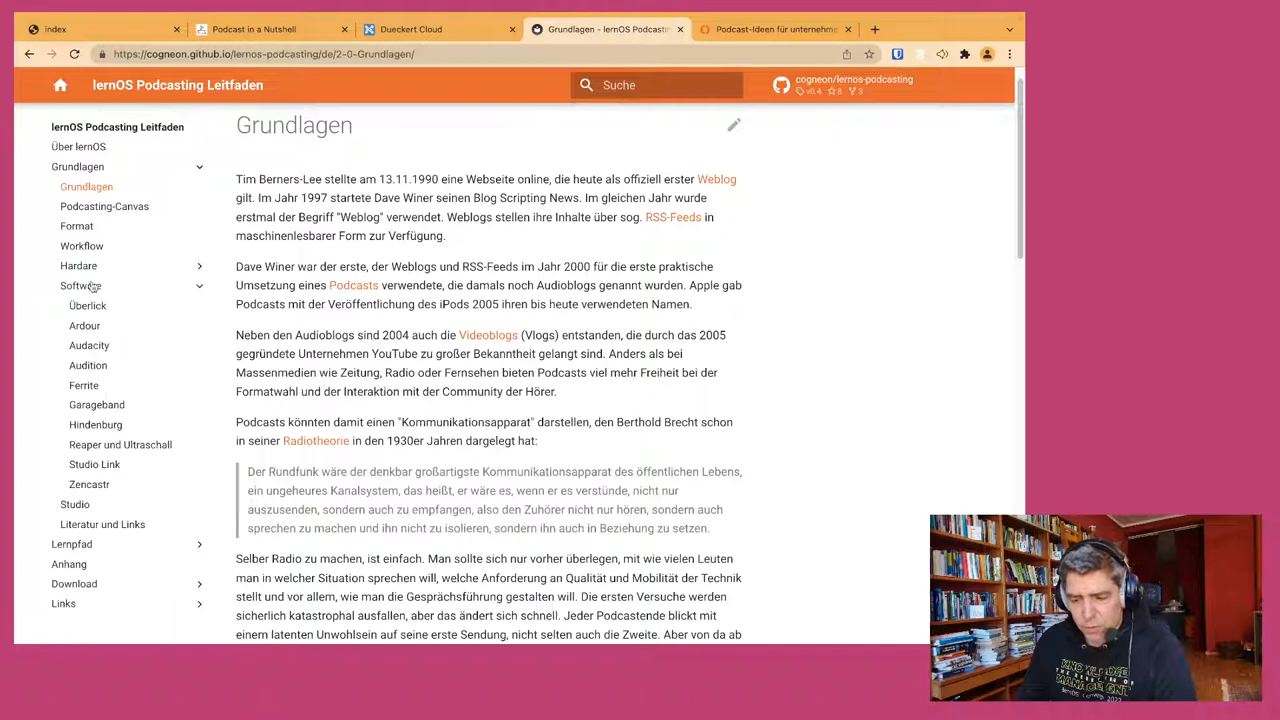 Index
Podcast in a Nutshell
Dueckert Cloud
Grundlagen - lernOS Podcastin
Podcast-Ideen für unternehme
https://cogneon.github.io/lernos-podcasting/de/2-0-Grundlagen/
lernOS Podcasting Leitfaden
Suche
cogneon/lernos-podcasting
v0.4 8 3
lernOS Podcasting Leitfaden
Über lernOS
Grundlagen
Grundlagen
Podcasting-Canvas
Format
Workflow
Hardare
Software
Überlick
Ardour
Audacity
Audition
Ferrite
Garageband
Hindenburg
Reaper und Ultraschall
Studio Link
Zencastr
Studio
Literatur und Links
Lernpfad
Anhang
Download
Links
Grundlagen
Tim Berners-Lee stellte am 13.11.1990 eine Webseite online, die heute als offiziell erster Weblog
gilt. Im Jahr 1997 startete Dave Winer seinen Blog Scripting News. Im gleichen Jahr wurde
erstmal der Begriff "Weblog" verwendet. Weblogs stellen ihre Inhalte über sog. RSS-Feeds in
maschinenlesbarer Form zur Verfügung.
Dave Winer war der erste, der Weblogs und RSS-Feeds im Jahr 2000 für die erste praktische
Umsetzung eines Podcasts verwendete, die damals noch Audioblogs genannt wurden. Apple gab
Podcasts mit der Veröffentlichung des iPods 2005 ihren bis heute verwendeten Namen.
Neben den Audioblogs sind 2004 auch die Videoblogs (Vlogs) entstanden, die durch das 2005
gegründete Unternehmen YouTube zu großer Bekanntheit gelangt sind. Anders als bei
Massenmedien wie Zeitung, Radio oder Fernsehen bieten Podcasts viel mehr Freiheit bei der
Formatwahl und der Interaktion mit der Community der Hörer.
Podcasts könnten damit einen "Kommunikationsapparat" darstellen, den Berthold Brecht schon
in seiner Radiotheorie in den 1930er Jahren dargelegt hat:
Der Rundfunk wäre der denkbar großartigste Kommunikationsapparat des öffentlichen Lebens,
ein ungeheures Kanalsystem, das heißt, er wäre es, wenn er es verstünde, nicht nur
auszusenden, sondern auch zu empfangen, also den Zuhörer nicht nur hören, sondern auch
sprechen zu machen und ihn nicht zu isolieren, sondern ihn auch in Beziehung zu setzen.
Selber Radio zu machen, ist einfach. Man sollte sich nur vorher überlegen, mit wie vielen Leuten
man in welcher Situation sprechen will, welche Anforderung an Qualität und Mobilität der Technik
stellt und vor allem, wie man die Gesprächsführung gestalten will. Die ersten Versuche werden
sicherlich katastrophal ausfallen, aber das ändert sich schnell. Jeder Podcastende blickt mit
einem latenten Unwohlsein auf seine erste Sendung, nicht selten auch die Zweite. Aber von da ab